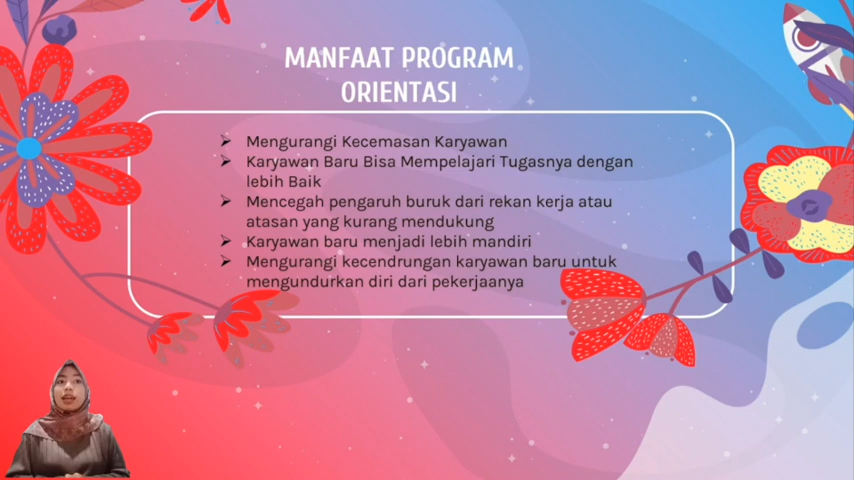 MANFAAT PROGRAM
ORIENTASI
➢ Mengurangi Kecemasan Karyawan
➢ Karyawan Baru Bisa Mempelajari Tugasnya dengan
lebih Baik
➢ Mencegah pengaruh buruk dari rekan kerja atau
atasan yang kurang mendukung
➢ Karyawan baru menjadi lebih mandiri
➢ Mengurangi kecendrungan karyawan baru untuk
mengundurkan diri dari pekerjaanya